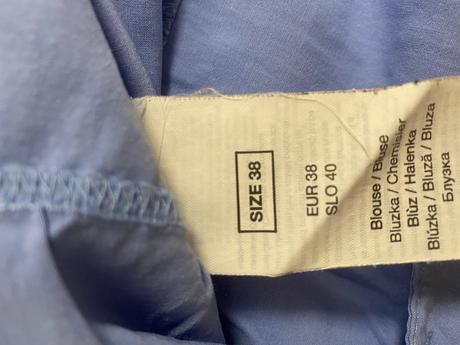 SIZE 38
EUR 38
SLO 40
Blouse / Bluse
Bluzka / Chemisier
Blúz / Halenka
Blúzka / Bluză / Bluza
Блузка